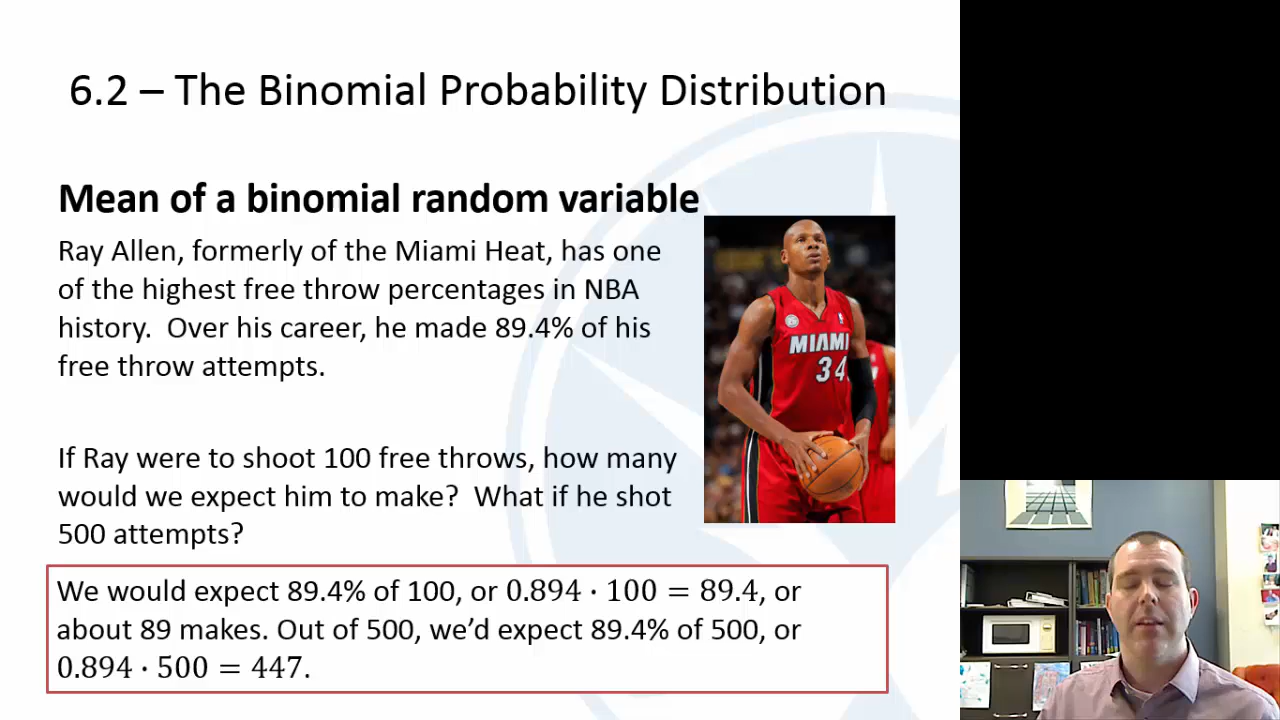 6.2 – The Binomial Probability Distribution
Mean of a binomial random variable
Ray Allen, formerly of the Miami Heat, has one
of the highest free throw percentages in NBA
history.  Over his career, he made 89.4% of his
free throw attempts.
MIAMI
34
If Ray were to shoot 100 free throws, how many
would we expect him to make?  What if he shot
500 attempts?
We would expect 89.4% of 100, or 0.894 · 100 = 89.4, or
about 89 makes. Out of 500, we’d expect 89.4% of 500, or
0.894 · 500 = 447.